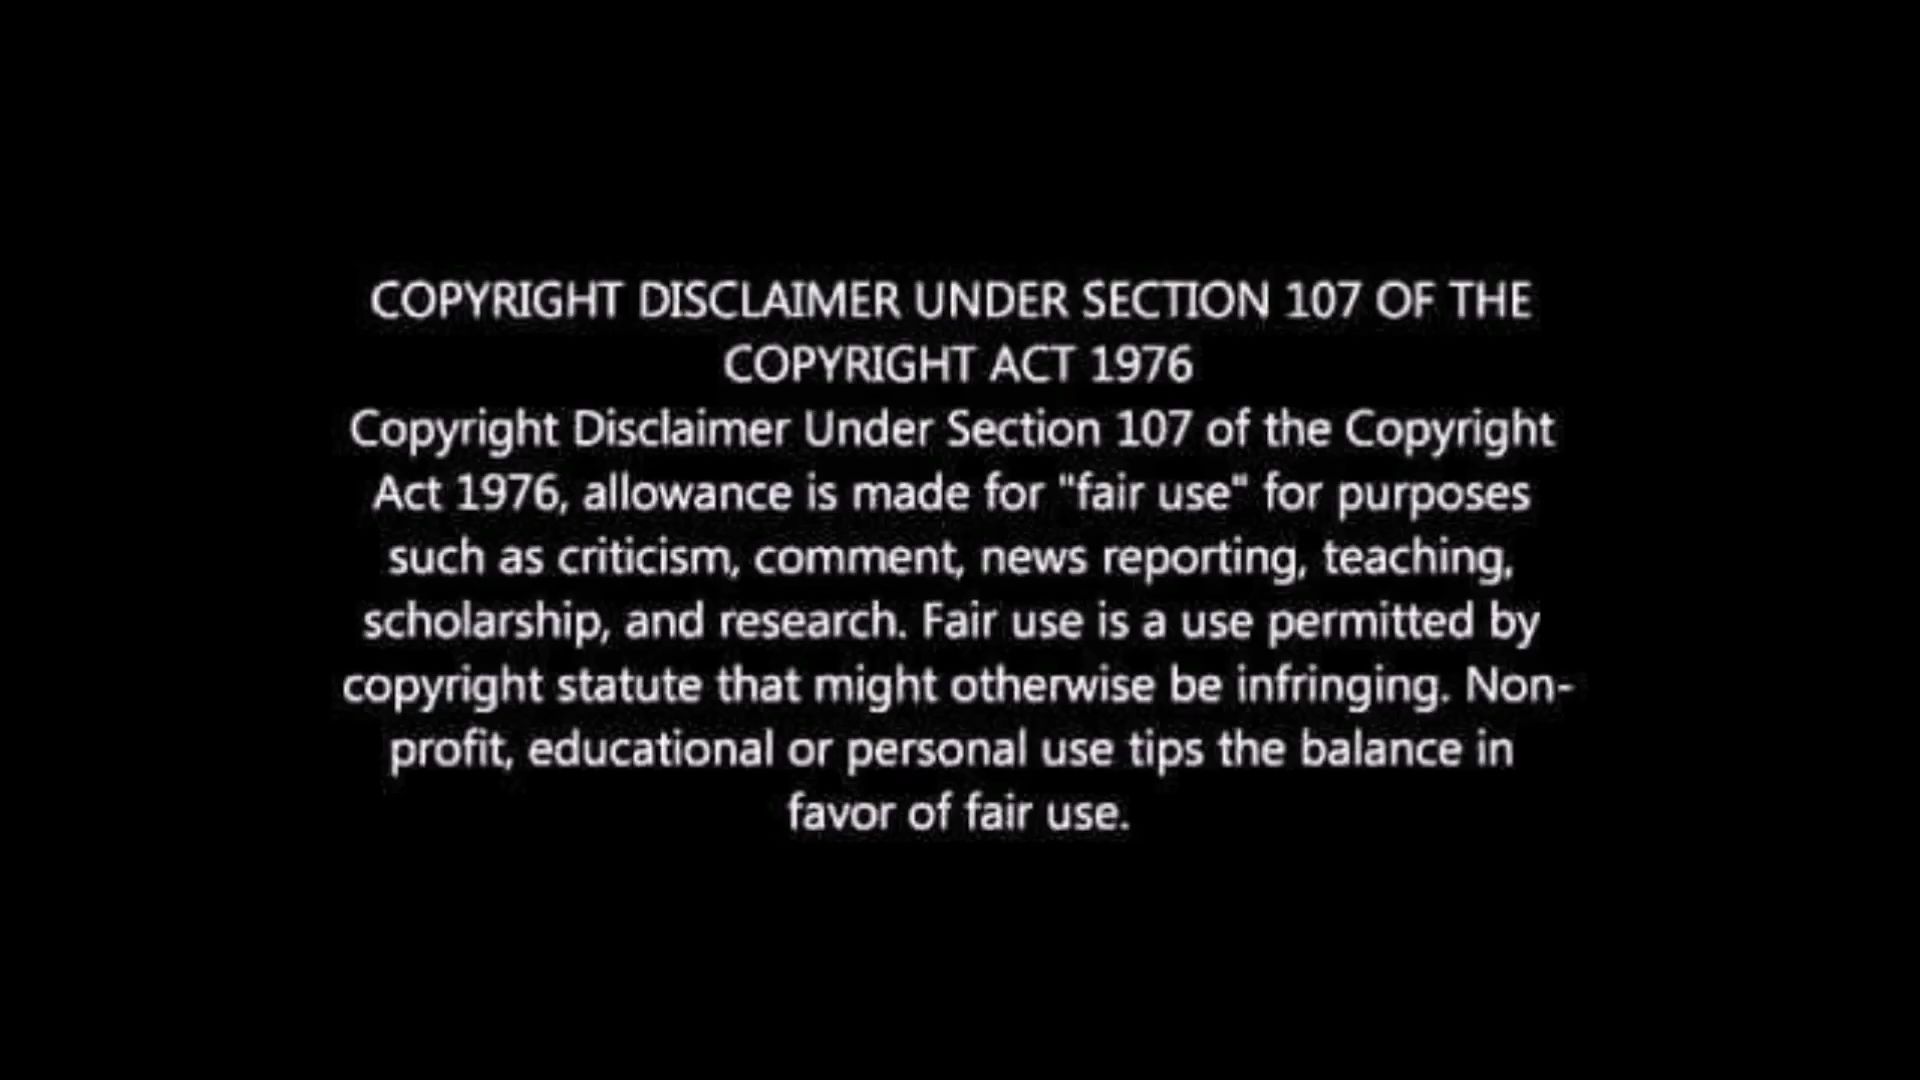 COPYRIGHT DISCLAIMER UNDER SECTION 107 OF THE
COPYRIGHT ACT 1976
Copyright Disclaimer Under Section 107 of the Copyright
Act 1976, allowance is made for "fair use" for purposes
such as criticism, comment, news reporting, teaching,
scholarship, and research. Fair use is a use permitted by
copyright statute that might otherwise be infringing. Non-
profit, educational or personal use tips the balance in
favor of fair use.